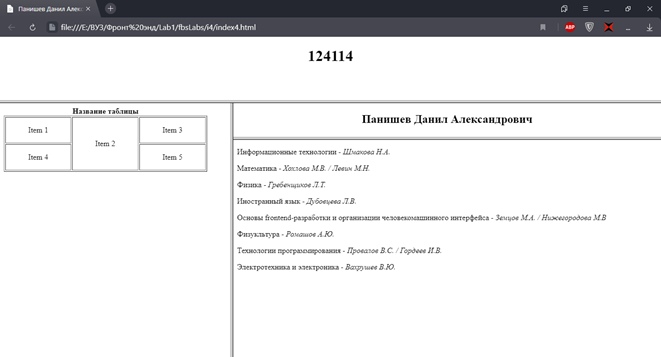 Панишев Данил Алекс
file:///E:/ВУЗ/Фронт%20энд/Lab1/fbsLabs/i4/index4.html
ABP
124114
Название таблицы
Item 1
Item 2
Item 3
Item 4
Item 5
Панишев Данил Александрович
Информационные технологии - Шмакова Н.А.
Математика - Хохлова М.В. / Левин М.Н.
Физика - Гребенщиков Л.Т.
Иностранный язык - Дубовцева Л.В.
Основы frontend-разработки и организации человекомашинного интерфейса - Земцов М.А. / Нижегородова М.В
Физкультура - Ромашов А.Ю.
Технологии программирования - Провалов В.С. / Гордеев И.В.
Электротехника и электроника - Вахрушев В.Ю.